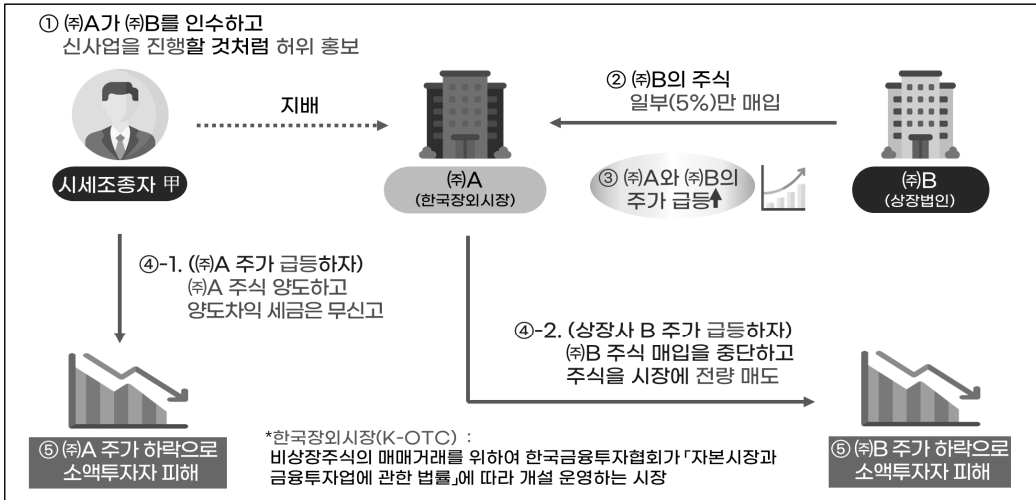 ① ㈜A가 ㈜B를 인수하고
신사업을 진행할 것처럼 허위 홍보
지배
② ㈜B의 주식
일부(5%)만 매입
시세조종자 甲
㈜A
(한국장외시장)
③ ㈜A와 ㈜B의
주가 급등
㈜B
(상장법인)
④-1. (㈜A 주가 급등하자)
㈜A 주식 양도하고
양도차익 세금은 무신고
④-2. (상장사 B 주가 급등하자)
㈜B 주식 매입을 중단하고
주식을 시장에 전량 매도
⑤ ㈜A 주가 하락으로
소액투자자 피해
*한국장외시장(K-OTC) :
비상장주식의 매매거래를 위하여 한국금융투자협회가 「자본시장과
금융투자업에 관한 법률」에 따라 개설 운영하는 시장
⑤ ㈜B 주가 하락으로
소액투자자 피해